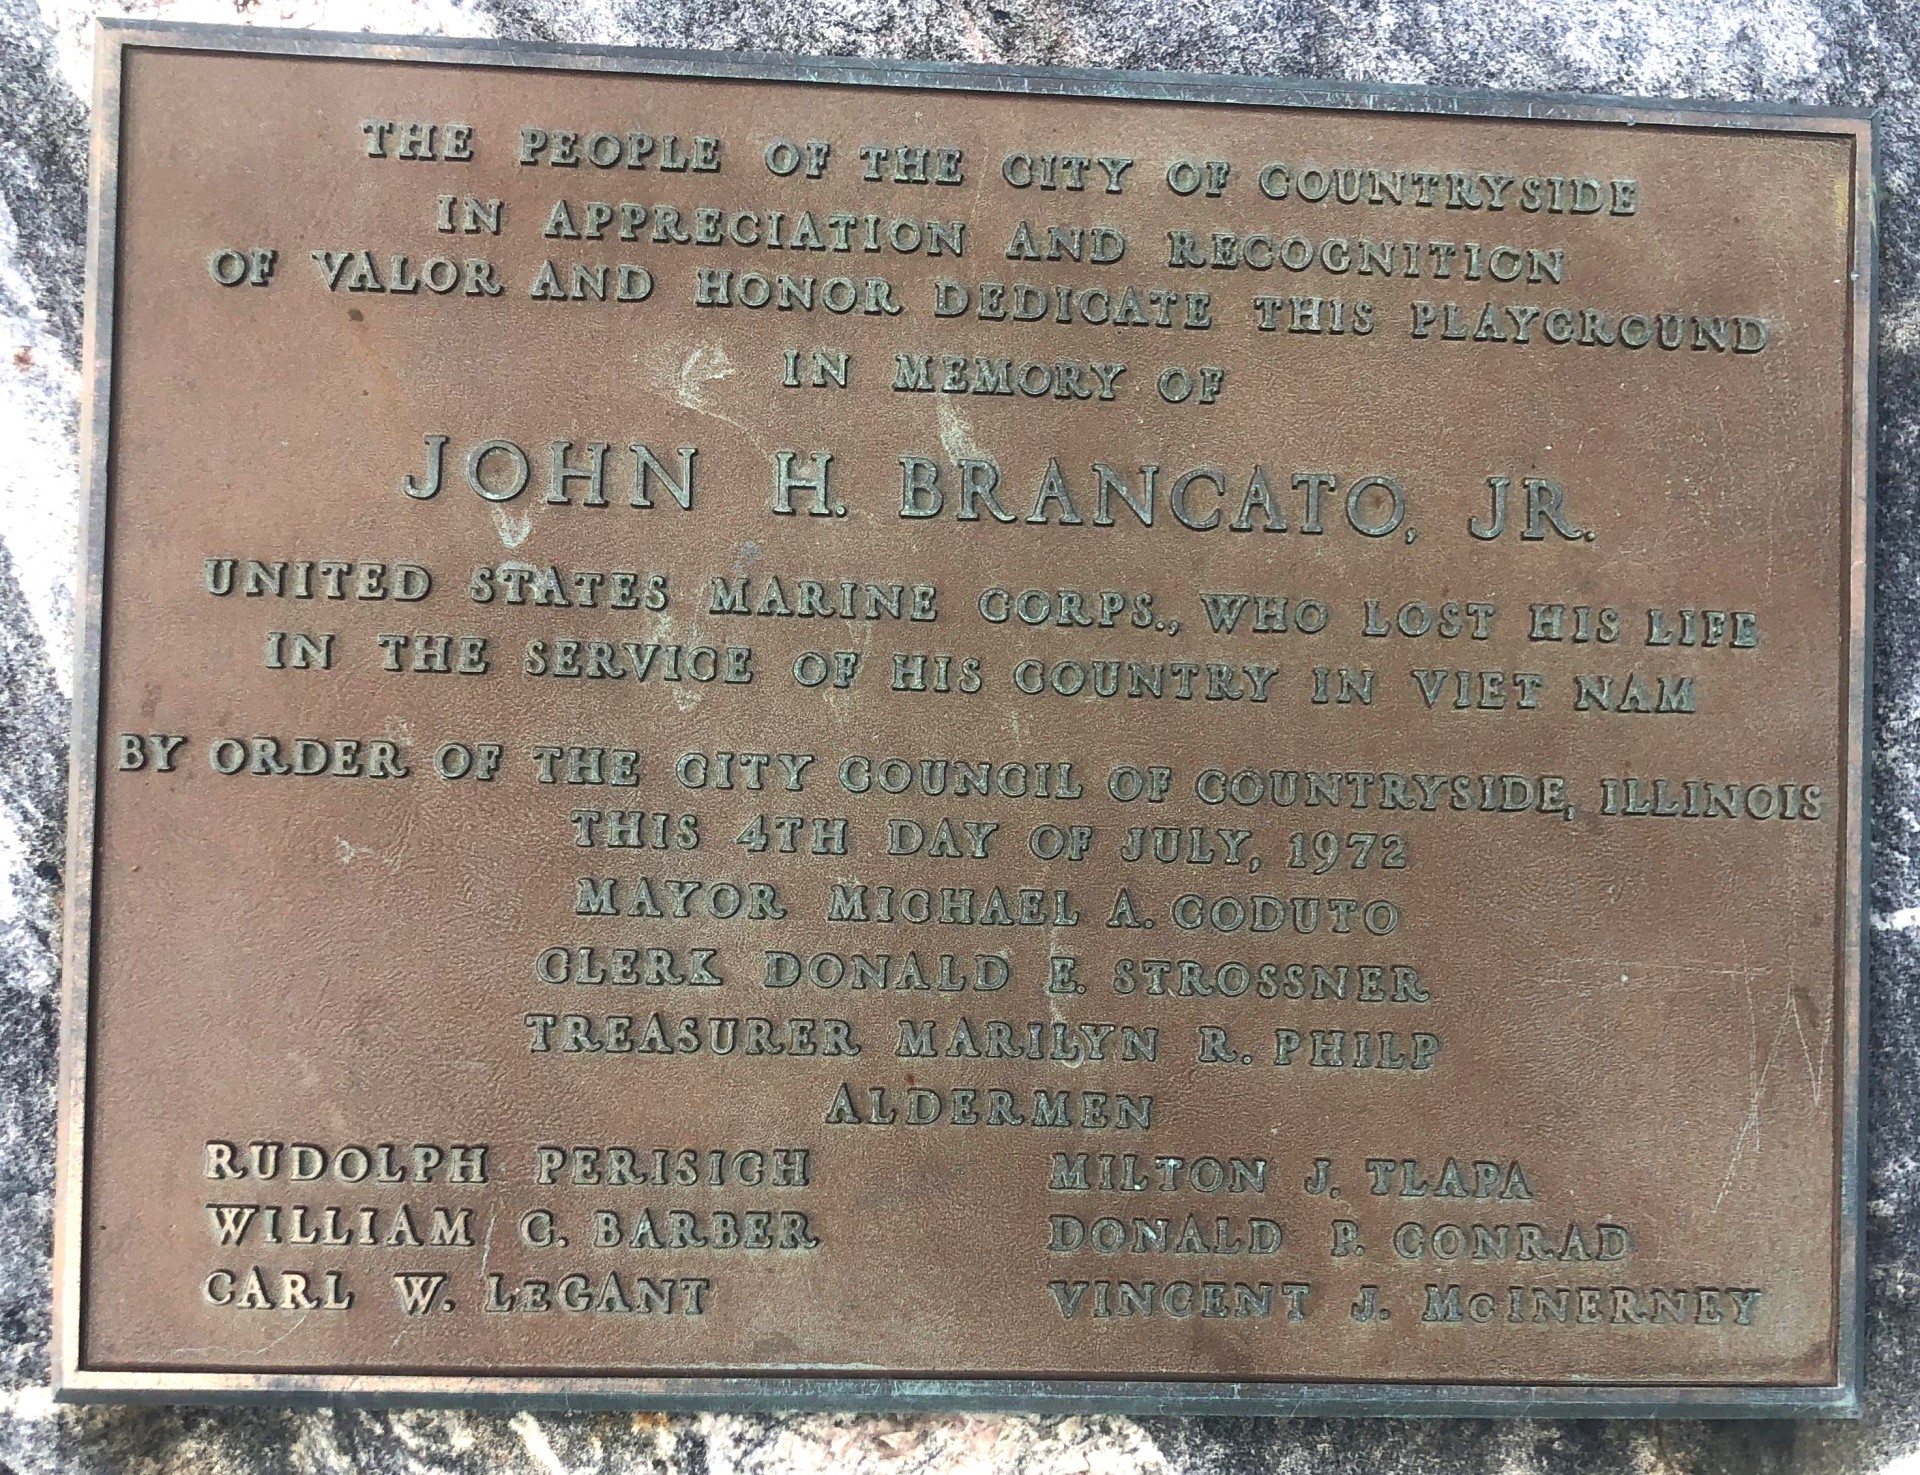 THE PEOPLE OF THE CITY OF COUNTRYSIDE
IN APPRECIATION AND RECOGNITION
OF VALOR AND HONOR DEDICATE THIS PLAYGROUND
IN MEMORY OF
JOHN H. BRANCATO, JR.
UNITED STATES MARINE CORPS., WHO LOST HIS LIFE
IN THE SERVICE OF HIS COUNTRY IN VIET NAM
BY ORDER OF THE CITY COUNCIL OF COUNTRYSIDE, ILLINOIS
THIS 4TH DAY OF JULY, 1972
MAYOR MICHAEL A. CODUTO
CLERK DONALD E. STROSSNER
TREASURER MARILYN R. PHILP
ALDERMEN
RUDOLPH PERISICH MILTON J. TLAPA
WILLIAM C. BARBER DONALD P. CONRAD
CARL W. LeGANT VINCENT J. McINERNEY